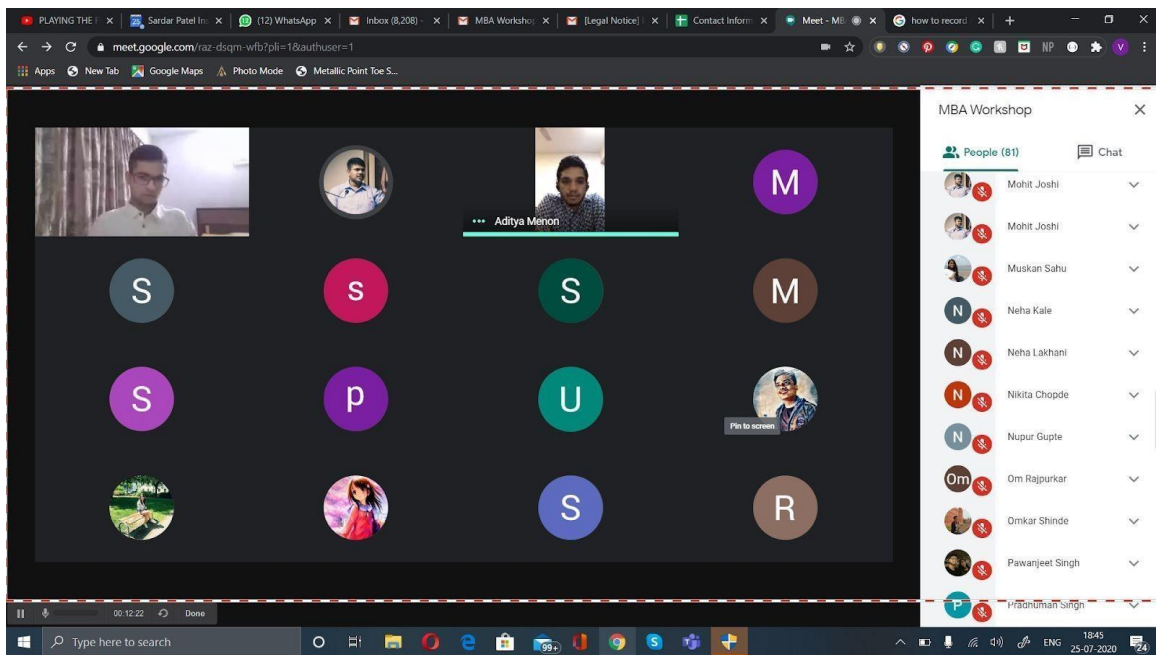 PLAYING THE F
Sardar Patel Ins
(12) WhatsApp
Inbox (8,208) -
MBA Workshop
[Legal Notice]
Contact Inform
Meet - MB
how to record
meet.google.com/raz-dsqm-wfb?pli=1&authuser=1
NP
V
Apps
New Tab
Google Maps
Photo Mode
Metallic Point Toe S...
MBA Workshop
People (81)
Chat
M
Aditya Menon
S
s
S
M
S
p
U
Pin to screen
S
R
Mohit Joshi
Mohit Joshi
Muskan Sahu
N
Neha Kale
N
Neha Lakhani
N
Nikita Chopde
N
Nupur Gupte
Om
Om Rajpurkar
Omkar Shinde
Pawanjeet Singh
P
Pradhuman Singh
00:12:22
Done
Type here to search
99+
ENG
18:45
25-07-2020
24